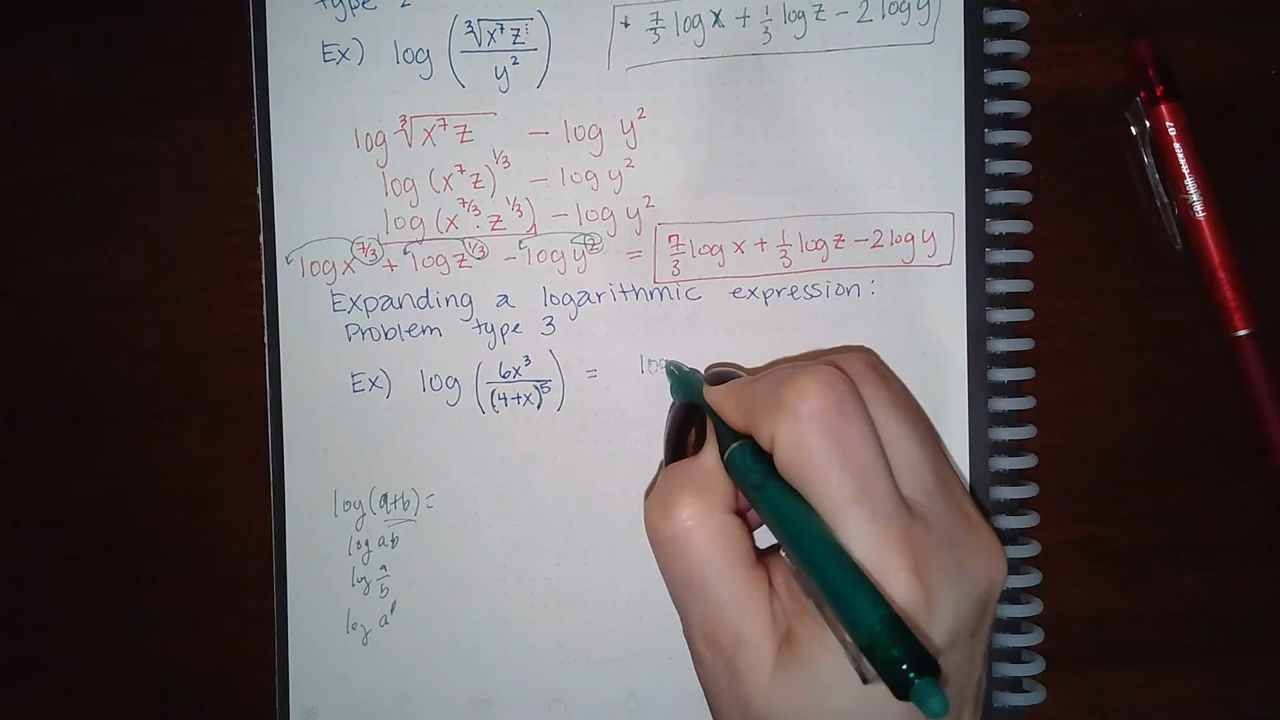 type 2
+ 7/3 log x + 1/3 log z − 2 log y
Ex) log (∛(x⁷z) / y²)
log ∛(x⁷z) − log y²
log (x⁷z)^1/3 − log y²
log (x^7/3 · z^1/3) − log y²
log x^7/3 + log z^1/3 − log y² = 7/3 log x + 1/3 log z − 2 log y
Expanding a logarithmic expression:
Problem type 3
Ex) log (6x³ / (4+x)⁵) = log
log (a+b) =
log ab
log a/b
log aᵖ